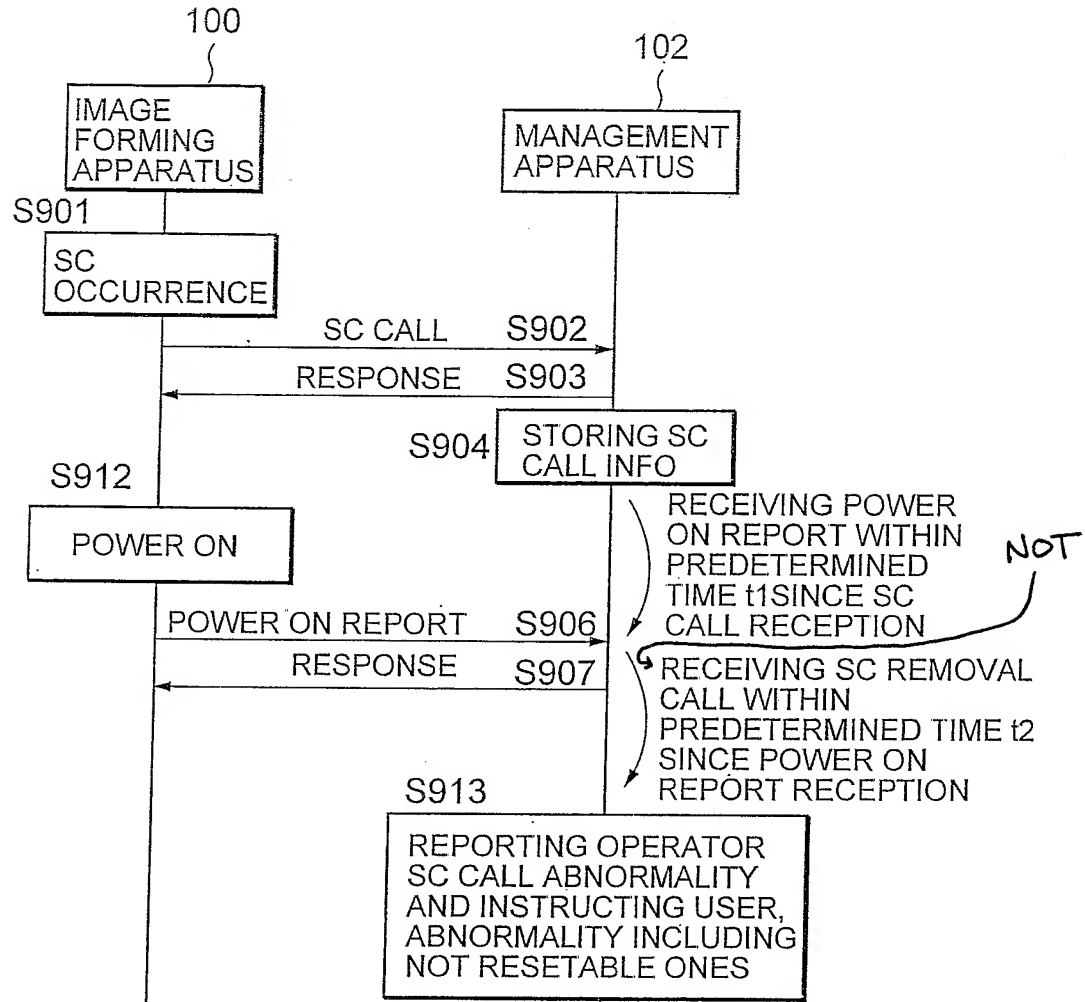 100
102
IMAGE
FORMING
APPARATUS
MANAGEMENT
APPARATUS
S901
SC
OCCURRENCE
SC CALL S902
RESPONSE S903
S904
STORING SC
CALL INFO
S912
POWER ON
RECEIVING POWER
ON REPORT WITHIN
PREDETERMINED
TIME t1SINCE SC
CALL RECEPTION
NOT
POWER ON REPORT S906
RESPONSE S907
RECEIVING SC REMOVAL
CALL WITHIN
PREDETERMINED TIME t2
SINCE POWER ON
REPORT RECEPTION
S913
REPORTING OPERATOR
SC CALL ABNORMALITY
AND INSTRUCTING USER,
ABNORMALITY INCLUDING
NOT RESETABLE ONES